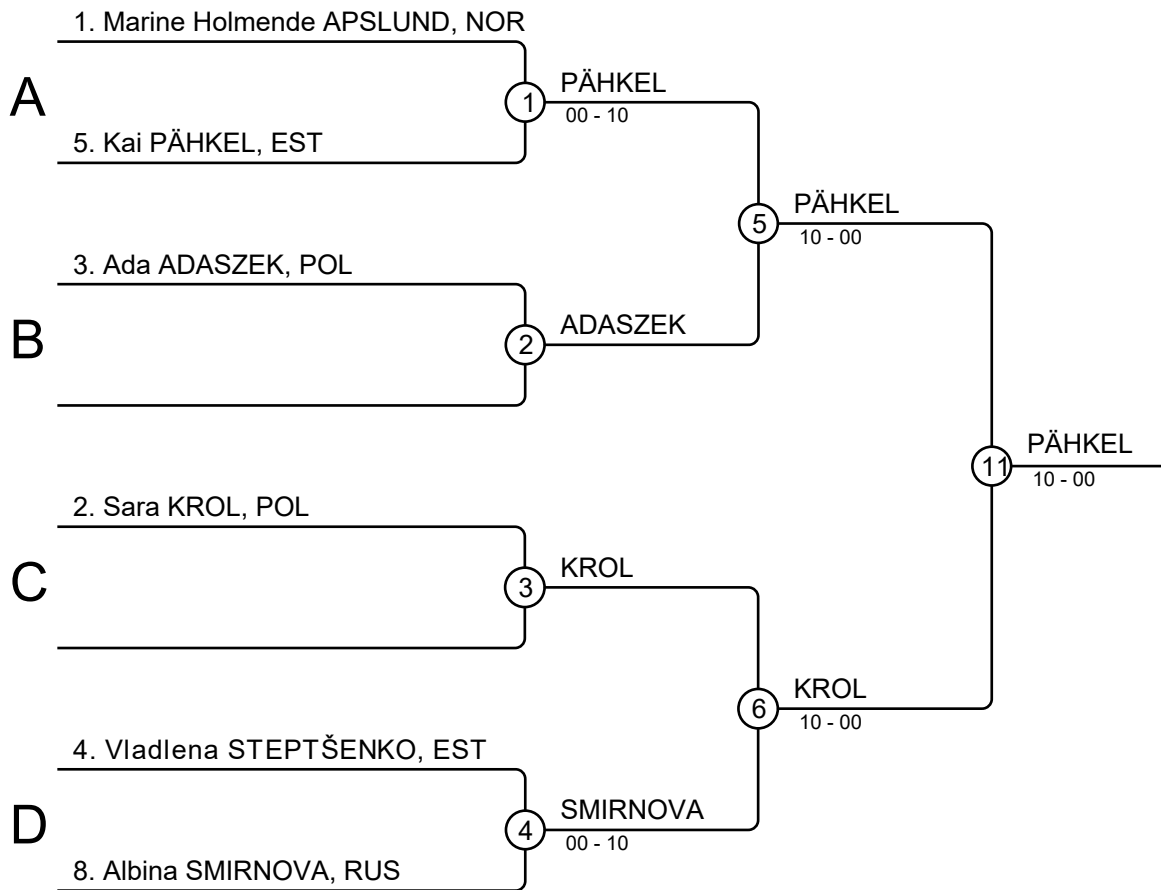 1. Marine Holmende APSLUND, NOR
A
1
PÄHKEL
00 - 10
5. Kai PÄHKEL, EST
5
PÄHKEL
10 - 00
3. Ada ADASZEK, POL
B
2
ADASZEK
11
PÄHKEL
10 - 00
2. Sara KROL, POL
C
3
KROL
6
KROL
10 - 00
4. Vladlena STEPTŠENKO, EST
D
4
SMIRNOVA
00 - 10
8. Albina SMIRNOVA, RUS